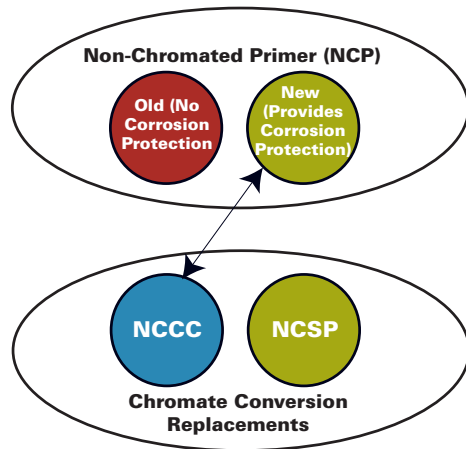 Non-Chromated Primer (NCP)
Old (No
Corrosion
Protection
New
(Provides
Corrosion
Protection)
NCCC
NCSP
Chromate Conversion
Replacements